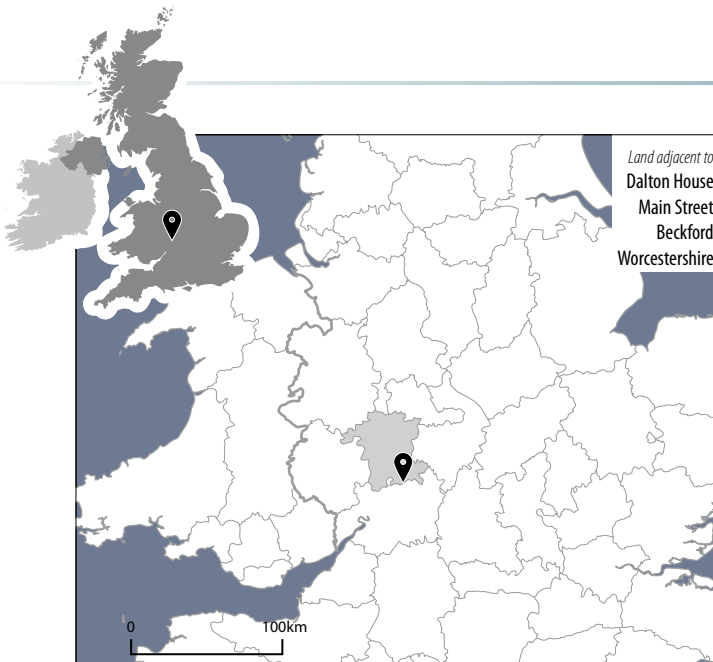 Land adjacent to
Dalton House
Main Street
Beckford
Worcestershire
0 100km